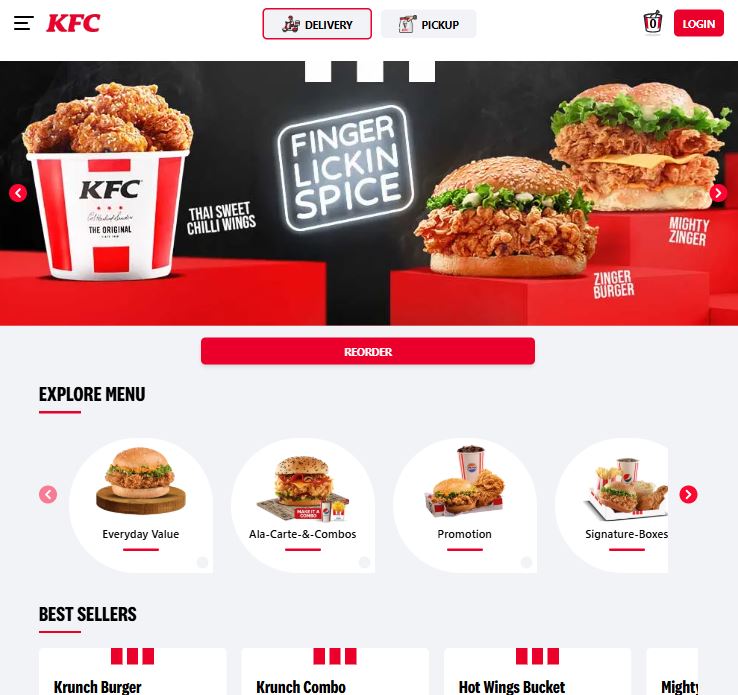 KFC
DELIVERY
PICKUP
0
LOGIN
FINGER
LICKIN
SPICE
KFC
THE ORIGINAL
THAI SWEET
CHILLI WINGS
MIGHTY
ZINGER
ZINGER
BURGER
REORDER
EXPLORE MENU
MAKE IT A
COMBO
Everyday Value
Ala-Carte-&-Combos
Promotion
Signature-Boxes
BEST SELLERS
Krunch Burger
Krunch Combo
Hot Wings Bucket
Mighty